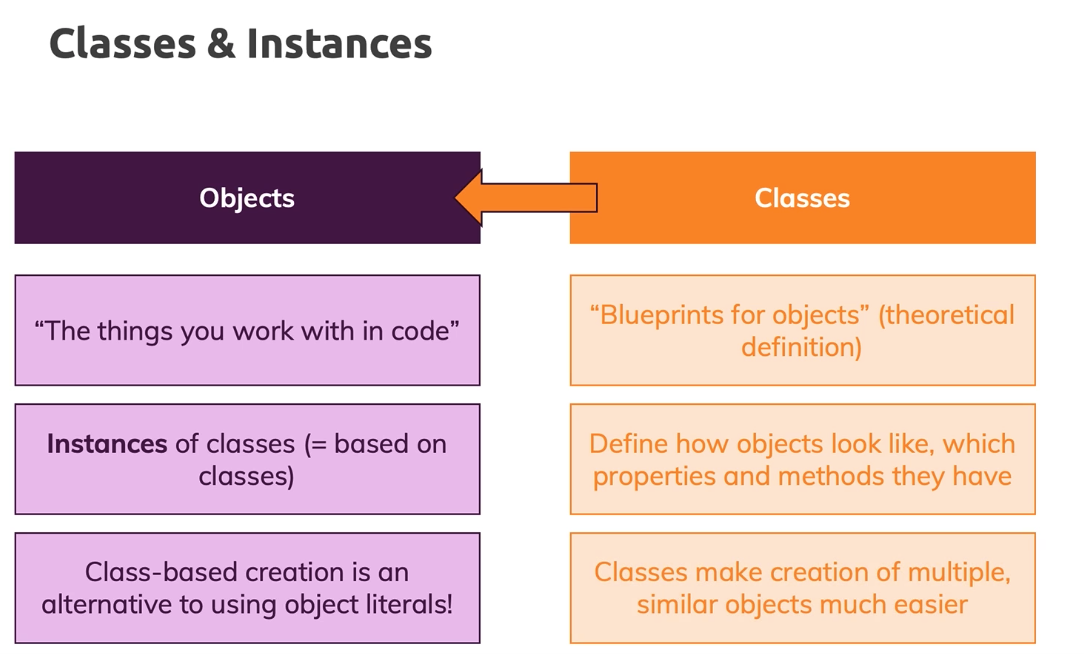 Classes & Instances
Objects
Classes
“The things you work with in code”
“Blueprints for objects” (theoretical
definition)
Instances of classes (= based on
classes)
Define how objects look like, which
properties and methods they have
Class-based creation is an
alternative to using object literals!
Classes make creation of multiple,
similar objects much easier